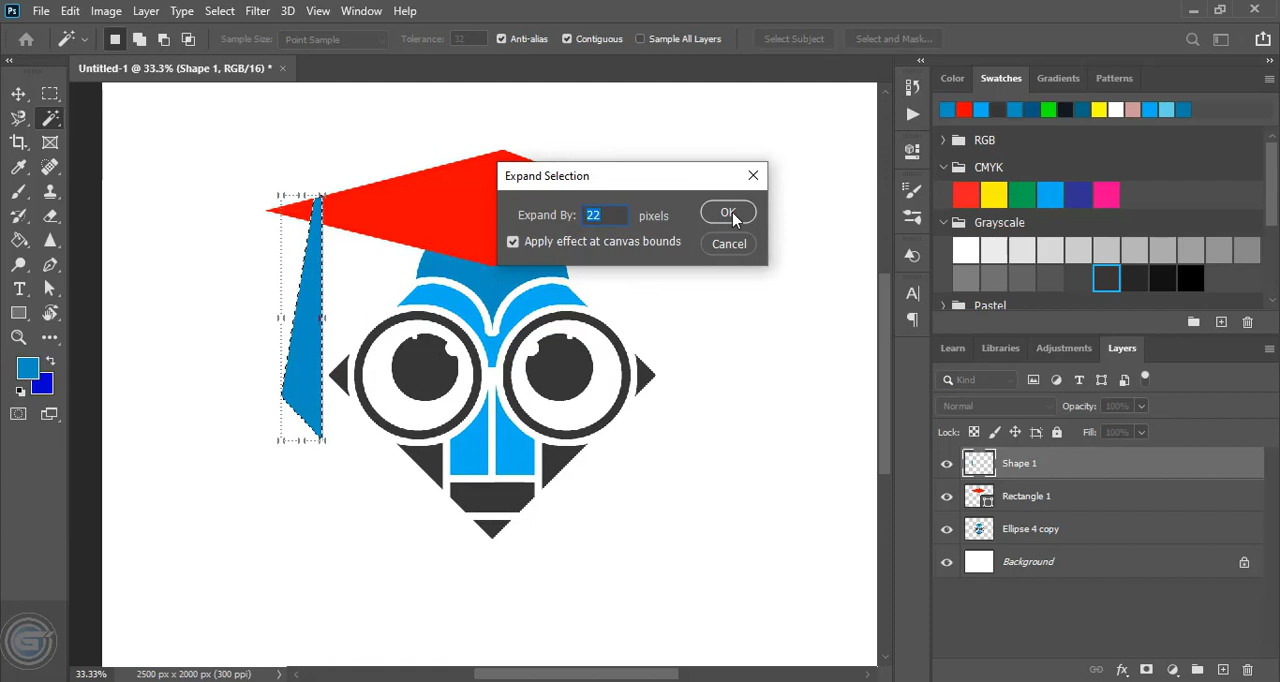 Ps File Edit Image Layer Type Select Filter 3D View Window Help
Sample Size: Point Sample Tolerance: 32 Anti-alias Contiguous Sample All Layers Select Subject Select and Mask...
Untitled-1 @ 33.3% (Shape 1, RGB/16) *
Color Swatches Gradients Patterns
RGB
CMYK
Grayscale
Pastel
Expand Selection
Expand By: 22 pixels OK
Apply effect at canvas bounds Cancel
Learn Libraries Adjustments Layers
Kind
Normal Opacity: 100%
Lock: Fill: 100%
Shape 1
Rectangle 1
Ellipse 4 copy
Background
33.33% 2500 px x 2000 px (300 ppi)